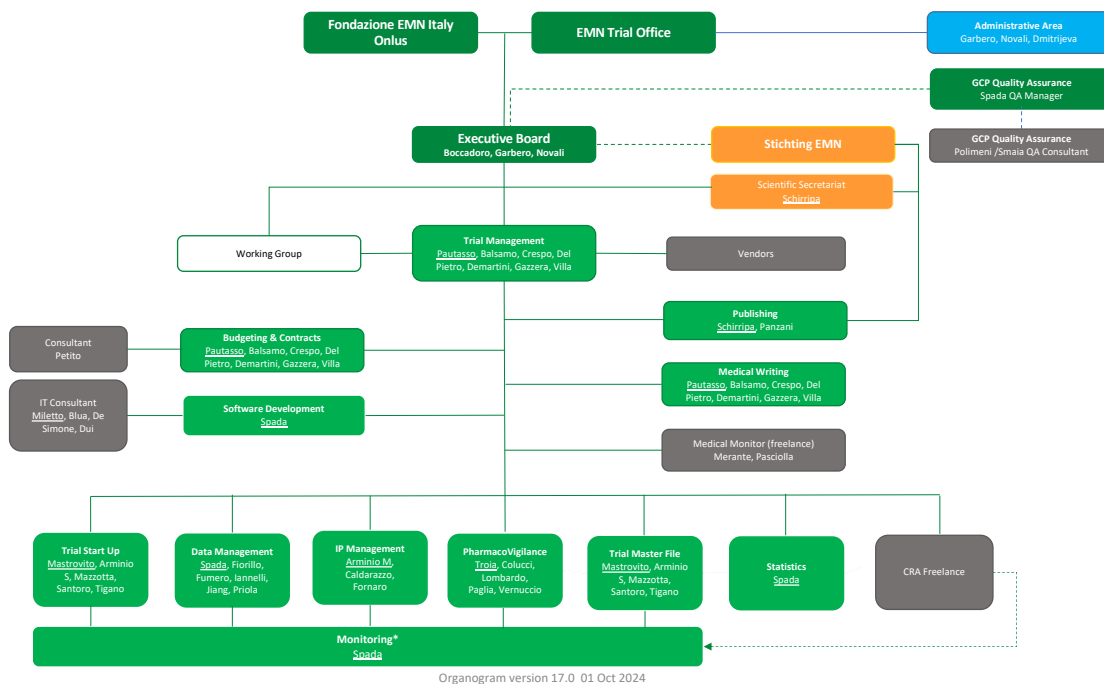 Fondazione EMN Italy
Onlus
EMN Trial Office
Administrative Area
Garbero, Novali, Dmitrijeva
GCP Quality Assurance
Spada QA Manager
Executive Board
Boccadoro, Garbero, Novali
Stichting EMN
GCP Quality Assurance
Polimeni /Smaia QA Consultant
Scientific Secretariat
Schirripa
Working Group
Trial Management
Pautasso, Balsamo, Crespo, Del
Pietro, Demartini, Gazzera, Villa
Vendors
Publishing
Schirripa, Panzani
Consultant
Petito
Budgeting & Contracts
Pautasso, Balsamo, Crespo, Del
Pietro, Demartini, Gazzera, Villa
Medical Writing
Pautasso, Balsamo, Crespo, Del
Pietro, Demartini, Gazzera, Villa
IT Consultant
Miletto, Blua, De
Simone, Dui
Software Development
Spada
Medical Monitor (freelance)
Merante, Pasciolla
Trial Start Up
Mastrovito, Arminio
S, Mazzotta,
Santoro, Tigano
Data Management
Spada, Fiorillo,
Fumero, Iannelli,
Jiang, Priola
IP Management
Arminio M,
Caldarazzo,
Fornaro
PharmacoVigilance
Troia, Colucci,
Lombardo,
Paglia, Vernuccio
Trial Master File
Mastrovito, Arminio
S, Mazzotta,
Santoro, Tigano
Statistics
Spada
CRA Freelance
Monitoring*
Spada
Organogram version 17.0 01 Oct 2024